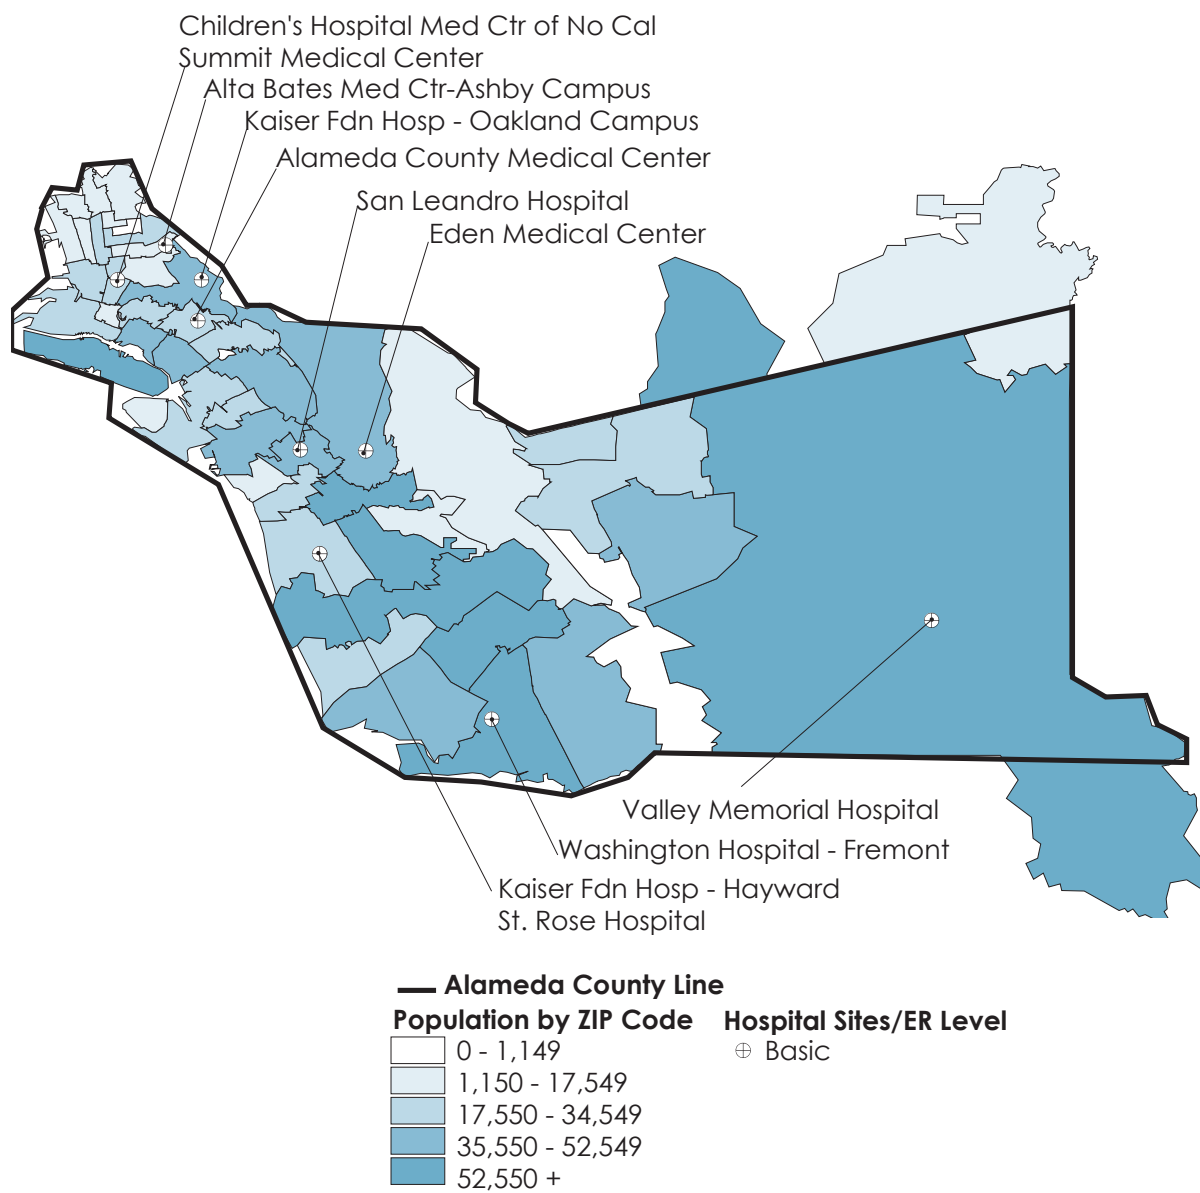 Children's Hospital Med Ctr of No Cal
Summit Medical Center
Alta Bates Med Ctr-Ashby Campus
Kaiser Fdn Hosp - Oakland Campus
Alameda County Medical Center
San Leandro Hospital
Eden Medical Center
Valley Memorial Hospital
Washington Hospital - Fremont
Kaiser Fdn Hosp - Hayward
St. Rose Hospital
Alameda County Line
Population by ZIP Code
0 - 1,149
1,150 - 17,549
17,550 - 34,549
35,550 - 52,549
52,550 +
Hospital Sites/ER Level
Basic